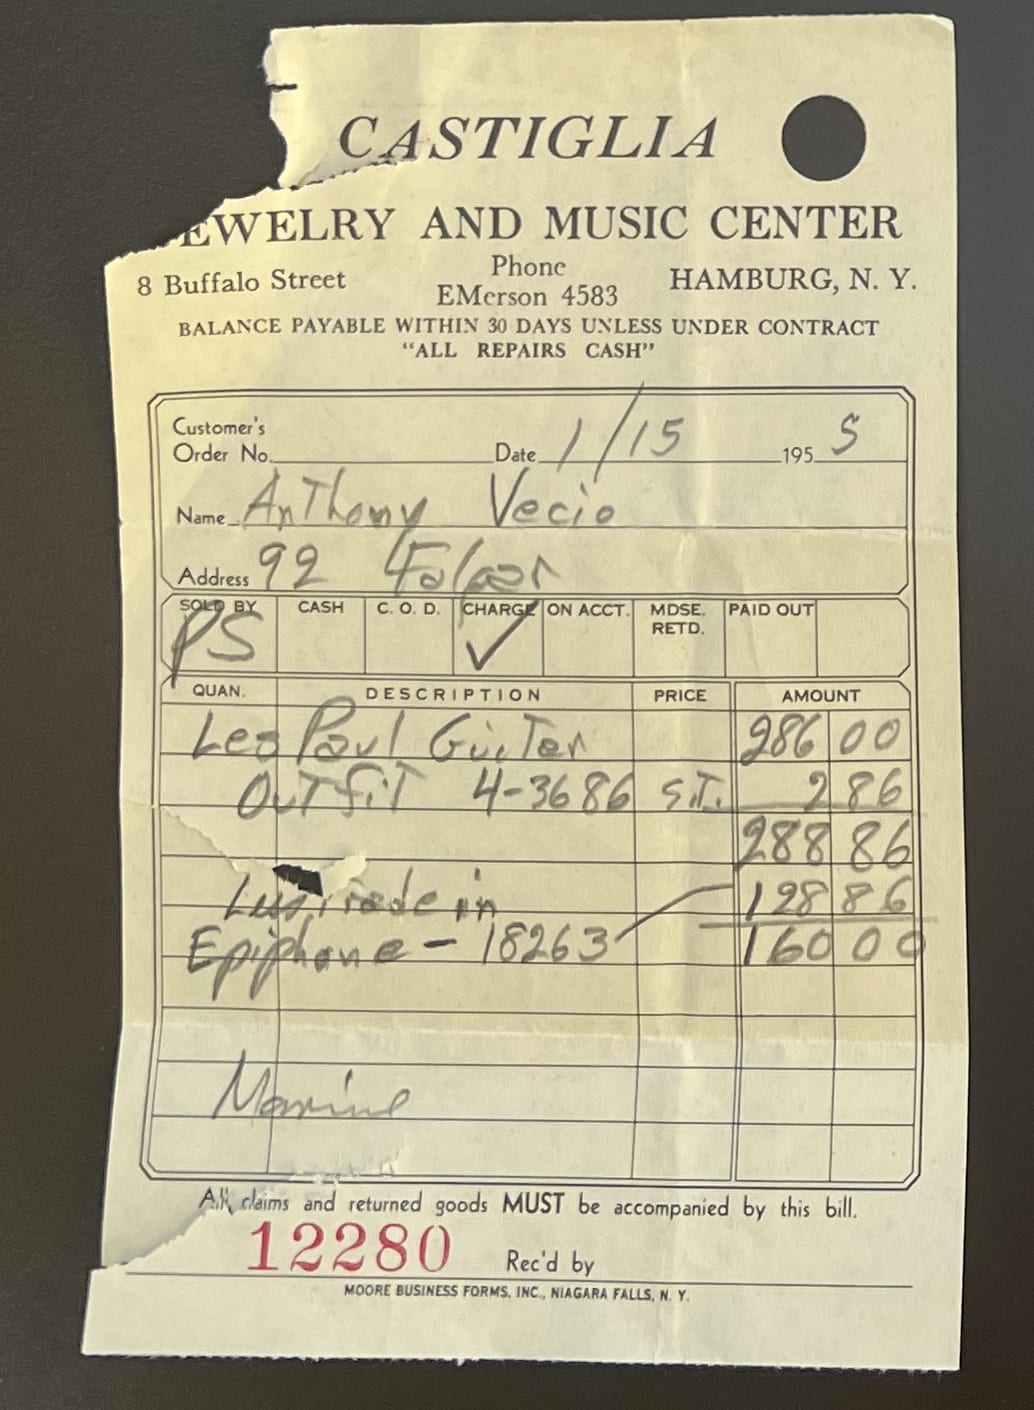 CASTIGLIA
EWELRY AND MUSIC CENTER
8 Buffalo Street Phone EMerson 4583 HAMBURG, N. Y.
BALANCE PAYABLE WITHIN 30 DAYS UNLESS UNDER CONTRACT
"ALL REPAIRS CASH"
Customer's
Order No. Date 1/15 1955
Name AnThony Vecio
Address 92
SOLD BY CASH C. O. D. CHARGE ON ACCT. MDSE. RETD. PAID OUT
PS ✓
QUAN. DESCRIPTION PRICE AMOUNT
Les Paul GuiTar 286 00
OuTfiT 4-3686 S.T. 2 86
288 86
Less Trade in 128 86
Epiphone - 18263 160 00
All claims and returned goods MUST be accompanied by this bill.
12280 Rec'd by
MOORE BUSINESS FORMS, INC., NIAGARA FALLS, N. Y.